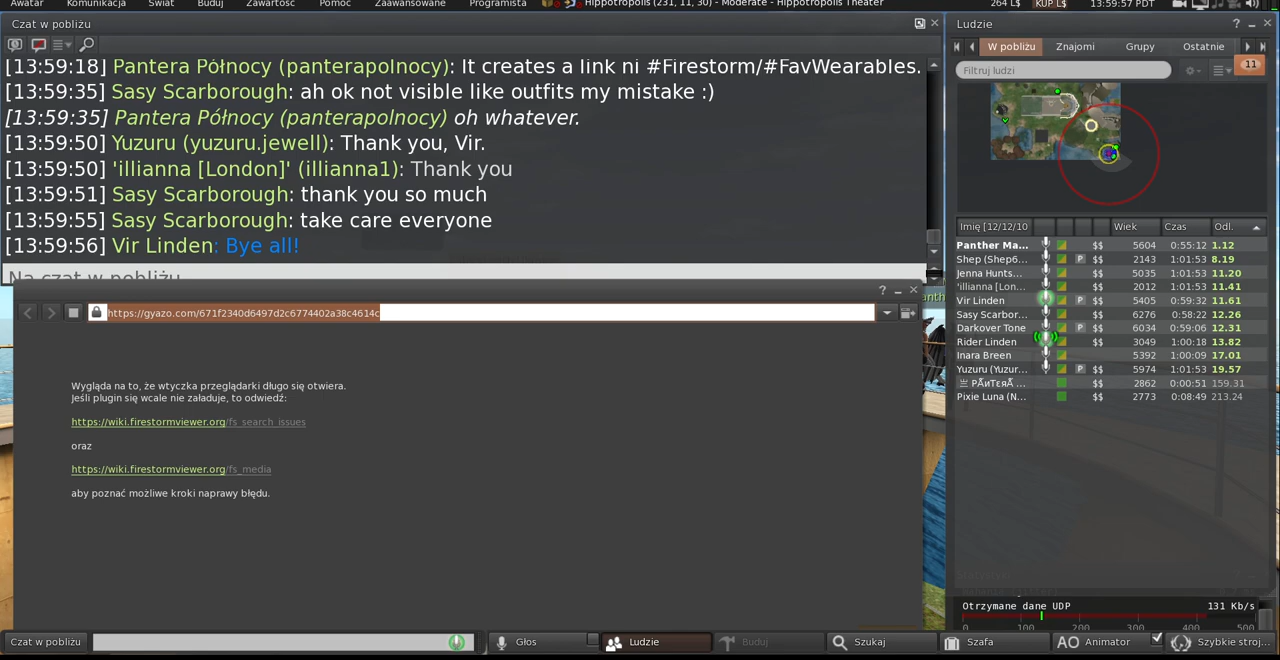 Awatar Komunikacja Świat Buduj Zawartość Pomoc Zaawansowane Programista Hippotropolis (231, 11, 30) - Moderate - Hippotropolis Theater 264 L$ KUP L$ 13:59:57 PDT
Czat w pobliżu
[13:59:18] Pantera Północy (panterapolnocy): It creates a link ni #Firestorm/#FavWearables.
[13:59:35] Sasy Scarborough: ah ok not visible like outfits my mistake :)
[13:59:35] Pantera Północy (panterapolnocy) oh whatever.
[13:59:50] Yuzuru (yuzuru.jewell): Thank you, Vir.
[13:59:50] 'illianna [London]' (illianna1): Thank you
[13:59:51] Sasy Scarborough: thank you so much
[13:59:55] Sasy Scarborough: take care everyone
[13:59:56] Vir Linden: Bye all!
Na czat w pobliżu
https://gyazo.com/671f2340d6497d2c6774402a38c4614c
Wygląda na to, że wtyczka przeglądarki długo się otwiera.
Jeśli plugin się wcale nie załaduje, to odwiedź:
https://wiki.firestormviewer.org/fs_search_issues
oraz
https://wiki.firestormviewer.org/fs_media
aby poznać możliwe kroki naprawy błędu.
Ludzie
W pobliżu Znajomi Grupy Ostatnie
Filtruj ludzi
11
Imię [12/12/10 Wiek Czas Odl.
Panther Ma... $$ 5604 0:55:12 1.12
Shep (Shep6... P $$ 2143 1:01:53 8.19
Jenna Hunts... $$ 5035 1:01:53 11.20
'illianna [Lon... $$ 2012 1:01:53 11.41
Vir Linden P $$ 5405 0:59:32 11.61
Sasy Scarbor... $$ 6276 0:58:22 12.26
Darkover Tone P $$ 6034 0:59:06 12.31
Rider Linden $$ 3049 1:00:18 13.82
Inara Breen 5392 1:00:09 17.01
Yuzuru (Yuzur... P $$ 5974 1:01:53 19.57
$$ 2862 0:00:51 159.31
Pixie Luna (N... $$ 2773 0:08:49 213.24
Otrzymane dane UDP 131 Kb/s
0 100 200 300 400 500
Czat w pobliżu Głos Ludzie Buduj Szukaj Szafa AO Animator Szybkie stroj...